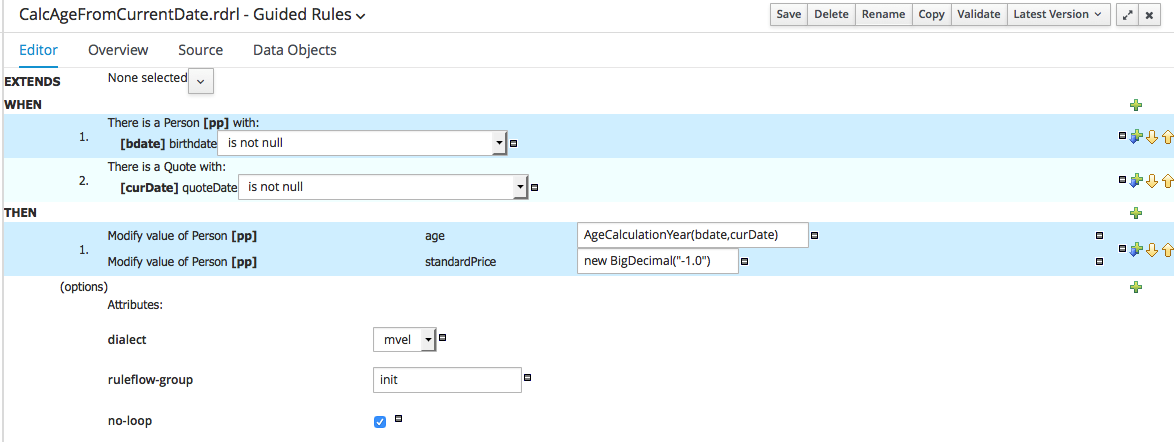 CalcAgeFromCurrentDate.rdrl - Guided Rules
Save Delete Rename Copy Validate Latest Version
Editor Overview Source Data Objects
EXTENDS None selected
WHEN
There is a Person [pp] with:
1.
[bdate] birthdate is not null
There is a Quote with:
2.
[curDate] quoteDate is not null
THEN
Modify value of Person [pp] age AgeCalculationYear(bdate,curDate)
1.
Modify value of Person [pp] standardPrice new BigDecimal("-1.0")
(options)
Attributes:
dialect mvel
ruleflow-group init
no-loop